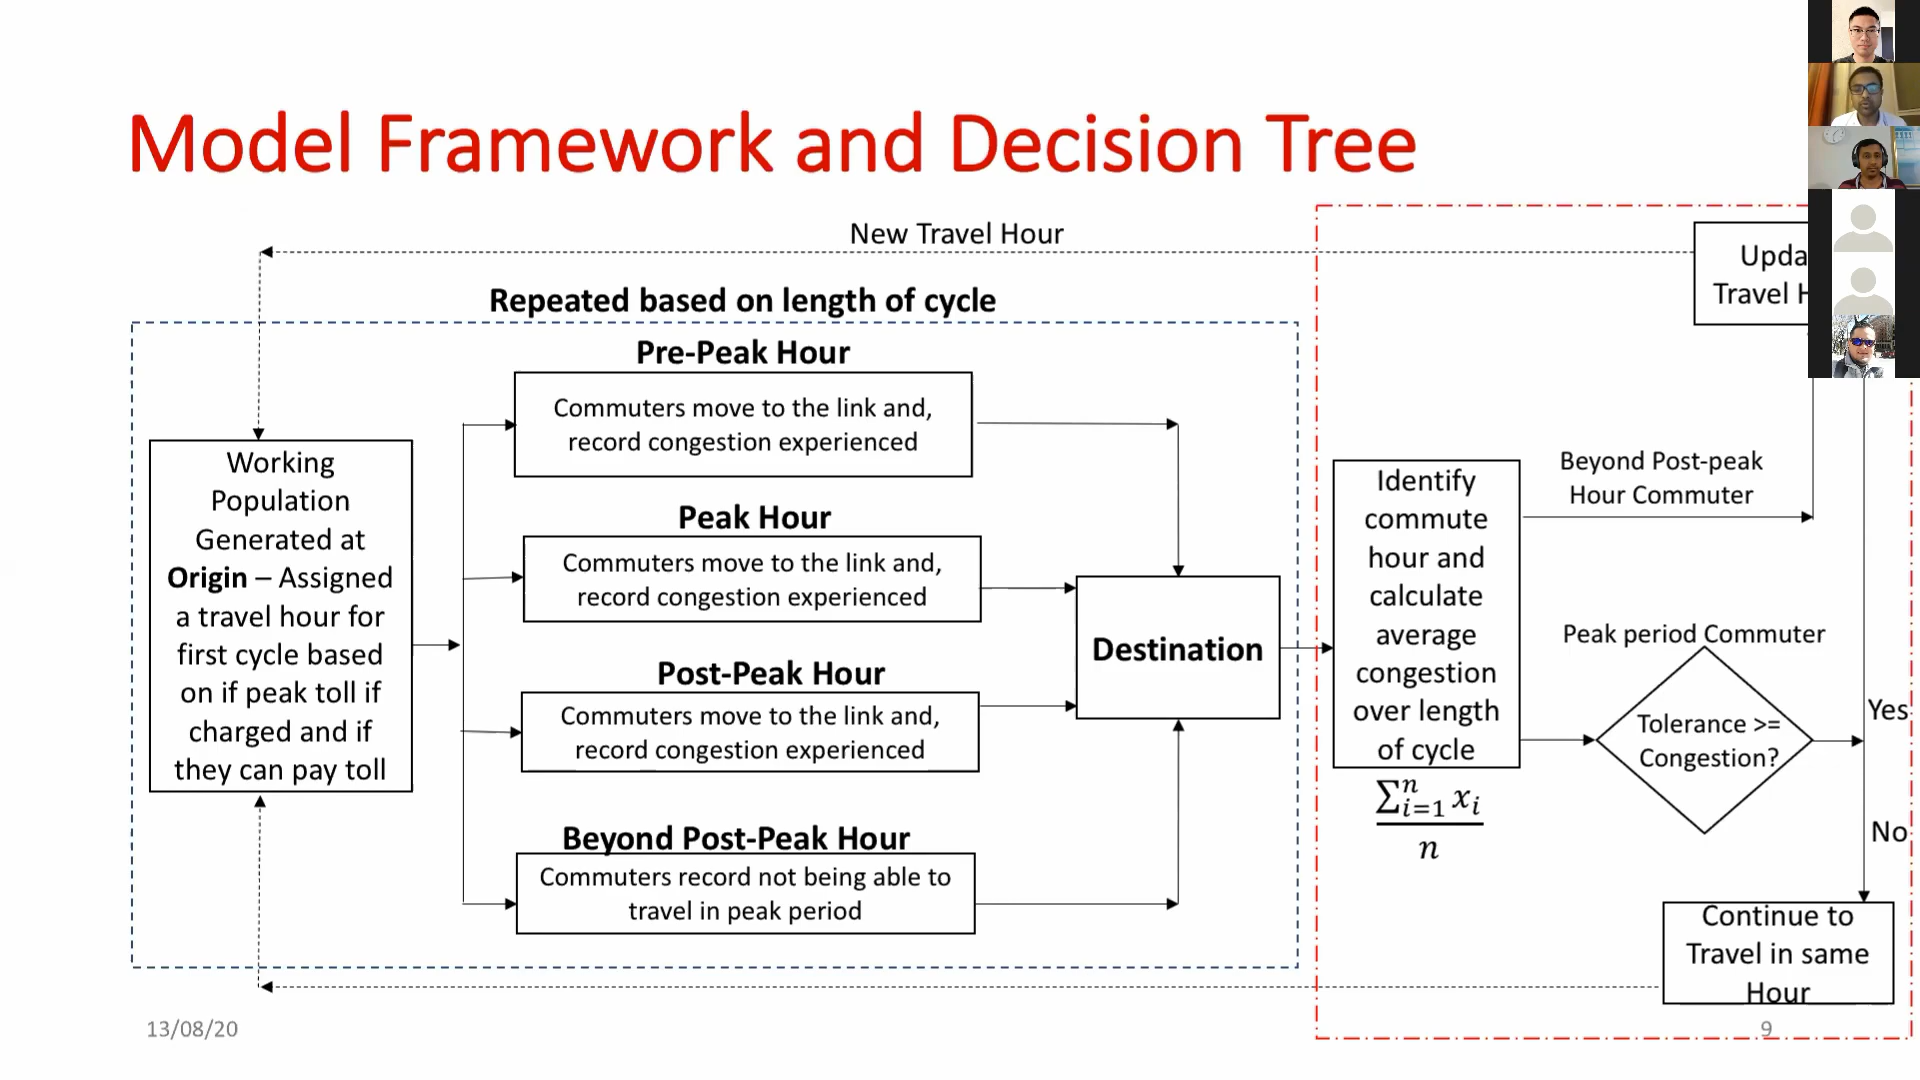 Model Framework and Decision Tree
New Travel Hour
Repeated based on length of cycle
Pre-Peak Hour
Commuters move to the link and,
record congestion experienced
Peak Hour
Commuters move to the link and,
record congestion experienced
Post-Peak Hour
Commuters move to the link and,
record congestion experienced
Beyond Post-Peak Hour
Commuters record not being able to
travel in peak period
Working
Population
Generated at
Origin – Assigned
a travel hour for
first cycle based
on if peak toll if
charged and if
they can pay toll
Destination
Identify
commute
hour and
calculate
average
congestion
over length
of cycle
∑ᵢ₌₁ⁿ xᵢ
n
Beyond Post-peak
Hour Commuter
Peak period Commuter
Tolerance >=
Congestion?
Travel
Yes
No
Continue to
Travel in same
Hour
13/08/20
9